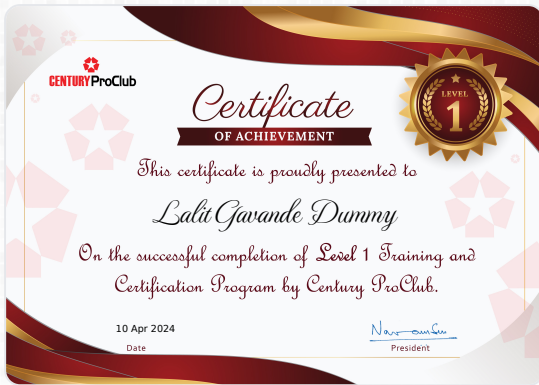 CENTURY ProClub
Certificate
OF ACHIEVEMENT
LEVEL
1
This certificate is proudly presented to
Lalit Gavande Dummy
On the successful completion of Level 1 Training and
Certification Program by Century ProClub.
10 Apr 2024
Date
President